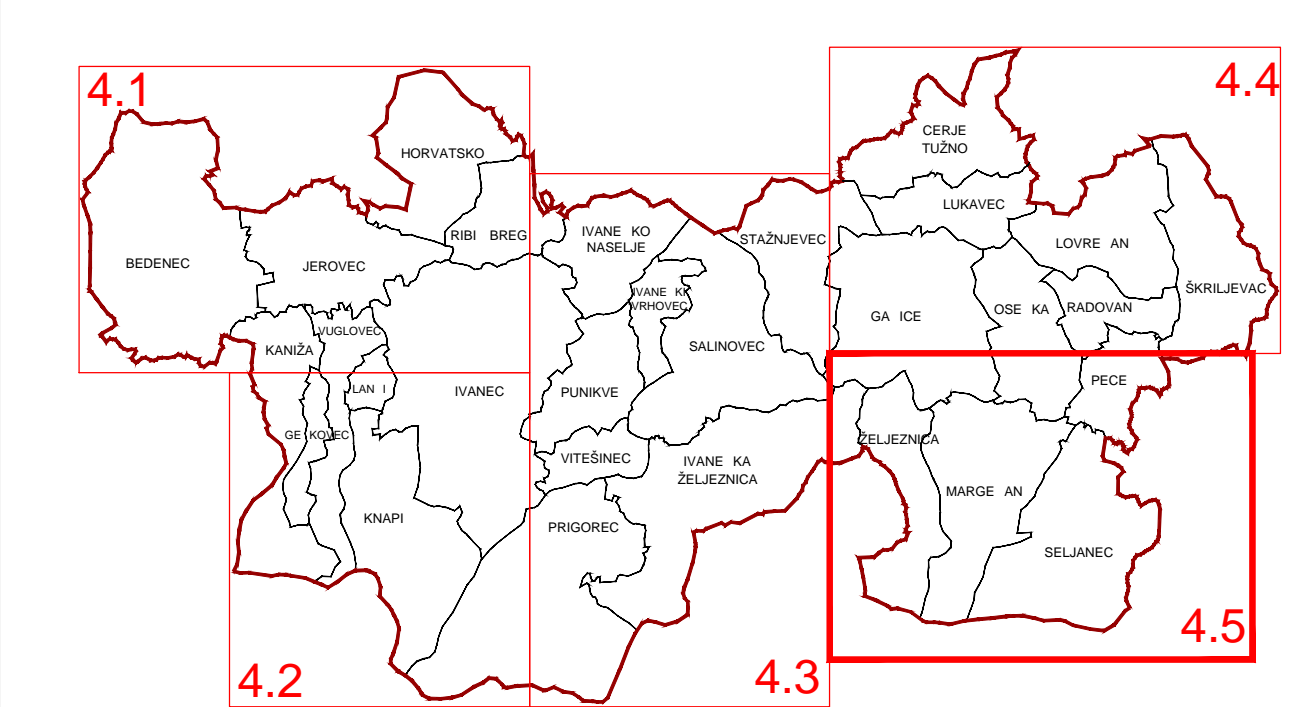 4.1
4.4
CERJE
TUŽNO
HORVATSKO
LUKAVEC
RIBI BREG
IVANE KO
NASELJE
STAŽNJEVEC
LOVRE AN
BEDENEC
JEROVEC
IVANE KI
VRHOVEC
ŠKRILJEVAC
GA ICE
OSE KA
RADOVAN
VUGLOVEC
KANIŽA
SALINOVEC
LAN I
IVANEC
PUNIKVE
PECE
GE KOVEC
ŽELJEZNICA
VITEŠINEC
IVANE KA
ŽELJEZNICA
MARGE AN
KNAPI
PRIGOREC
SELJANEC
4.5
4.2
4.3